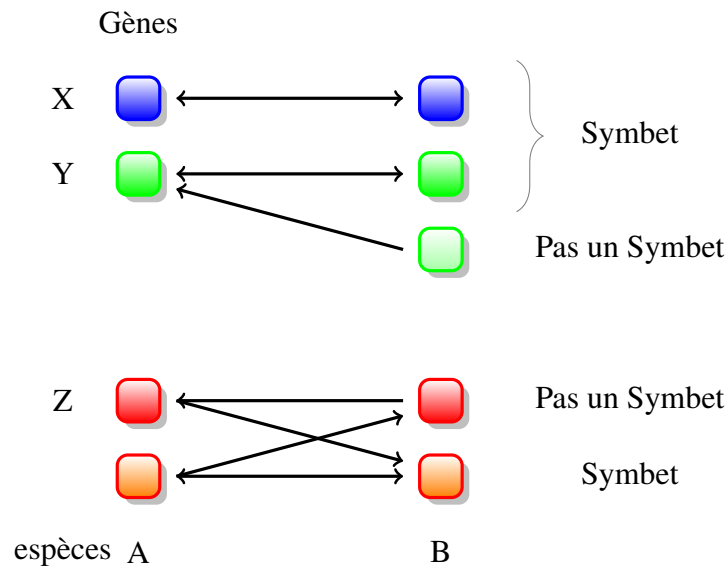 Gènes
X
Symbet
Y
Pas un Symbet
Z
Pas un Symbet
Symbet
espèces A B